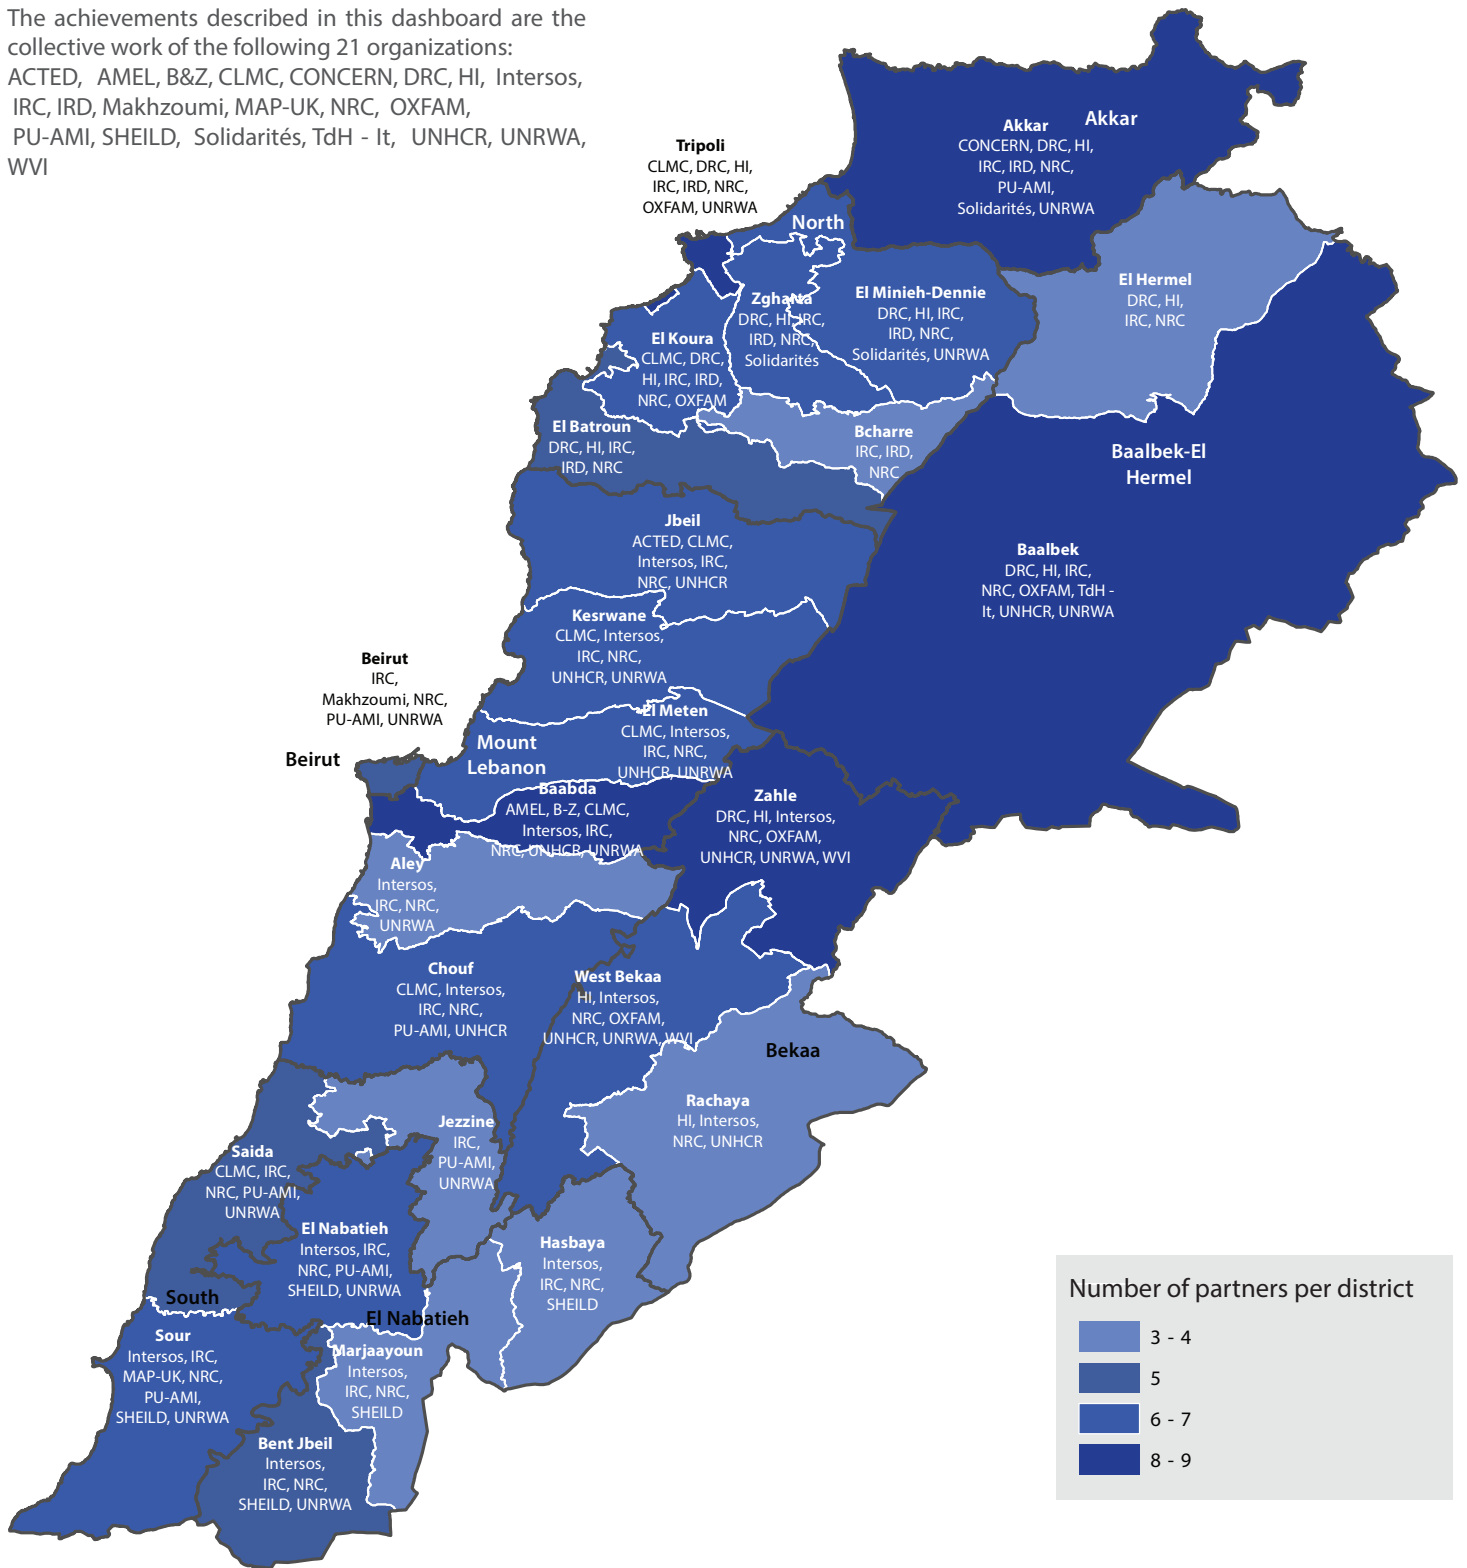 The achievements described in this dashboard are the
collective work of the following 21 organizations:
ACTED, AMEL, B&Z, CLMC, CONCERN, DRC, HI, Intersos,
IRC, IRD, Makhzoumi, MAP-UK, NRC, OXFAM,
PU-AMI, SHEILD, Solidarités, TdH - It, UNHCR, UNRWA,
WVI
Akkar
Akkar
CONCERN, DRC, HI,
IRC, IRD, NRC,
PU-AMI,
Solidarités, UNRWA
Tripoli
CLMC, DRC, HI,
IRC, IRD, NRC,
OXFAM, UNRWA
North
El Hermel
DRC, HI,
IRC, NRC
Zgharta
DRC, HI, IRC,
IRD, NRC,
Solidarités
El Minieh-Dennie
DRC, HI, IRC,
IRD, NRC,
Solidarités, UNRWA
El Koura
CLMC, DRC,
HI, IRC, IRD,
NRC, OXFAM
El Batroun
DRC, HI, IRC,
IRD, NRC
Bcharre
IRC, IRD,
NRC
Baalbek-El
Hermel
Jbeil
ACTED, CLMC,
Intersos, IRC,
NRC, UNHCR
Baalbek
DRC, HI, IRC,
NRC, OXFAM, TdH -
It, UNHCR, UNRWA
Kesrwane
CLMC, Intersos,
IRC, NRC,
UNHCR, UNRWA
Beirut
IRC,
Makhzoumi, NRC,
PU-AMI, UNRWA
Beirut
El Meten
CLMC, Intersos,
IRC, NRC,
UNHCR, UNRWA
Mount
Lebanon
Baabda
AMEL, B-Z, CLMC,
Intersos, IRC,
NRC, UNHCR, UNRWA
Zahle
DRC, HI, Intersos,
NRC, OXFAM,
UNHCR, UNRWA, WVI
Aley
Intersos,
IRC, NRC,
UNRWA
Chouf
CLMC, Intersos,
IRC, NRC,
PU-AMI, UNHCR
West Bekaa
HI, Intersos,
NRC, OXFAM,
UNHCR, UNRWA, WVI
Bekaa
Rachaya
HI, Intersos,
NRC, UNHCR
Jezzine
IRC,
PU-AMI,
UNRWA
Saida
CLMC, IRC,
NRC, PU-AMI,
UNRWA
El Nabatieh
Intersos, IRC,
NRC, PU-AMI,
SHEILD, UNRWA
Hasbaya
Intersos,
IRC, NRC,
SHEILD
South
El Nabatieh
Sour
Intersos, IRC,
MAP-UK, NRC,
PU-AMI,
SHEILD, UNRWA
Marjaayoun
Intersos,
IRC, NRC,
SHEILD
Bent Jbeil
Intersos,
IRC, NRC,
SHEILD, UNRWA
Number of partners per district
3 - 4
5
6 - 7
8 - 9